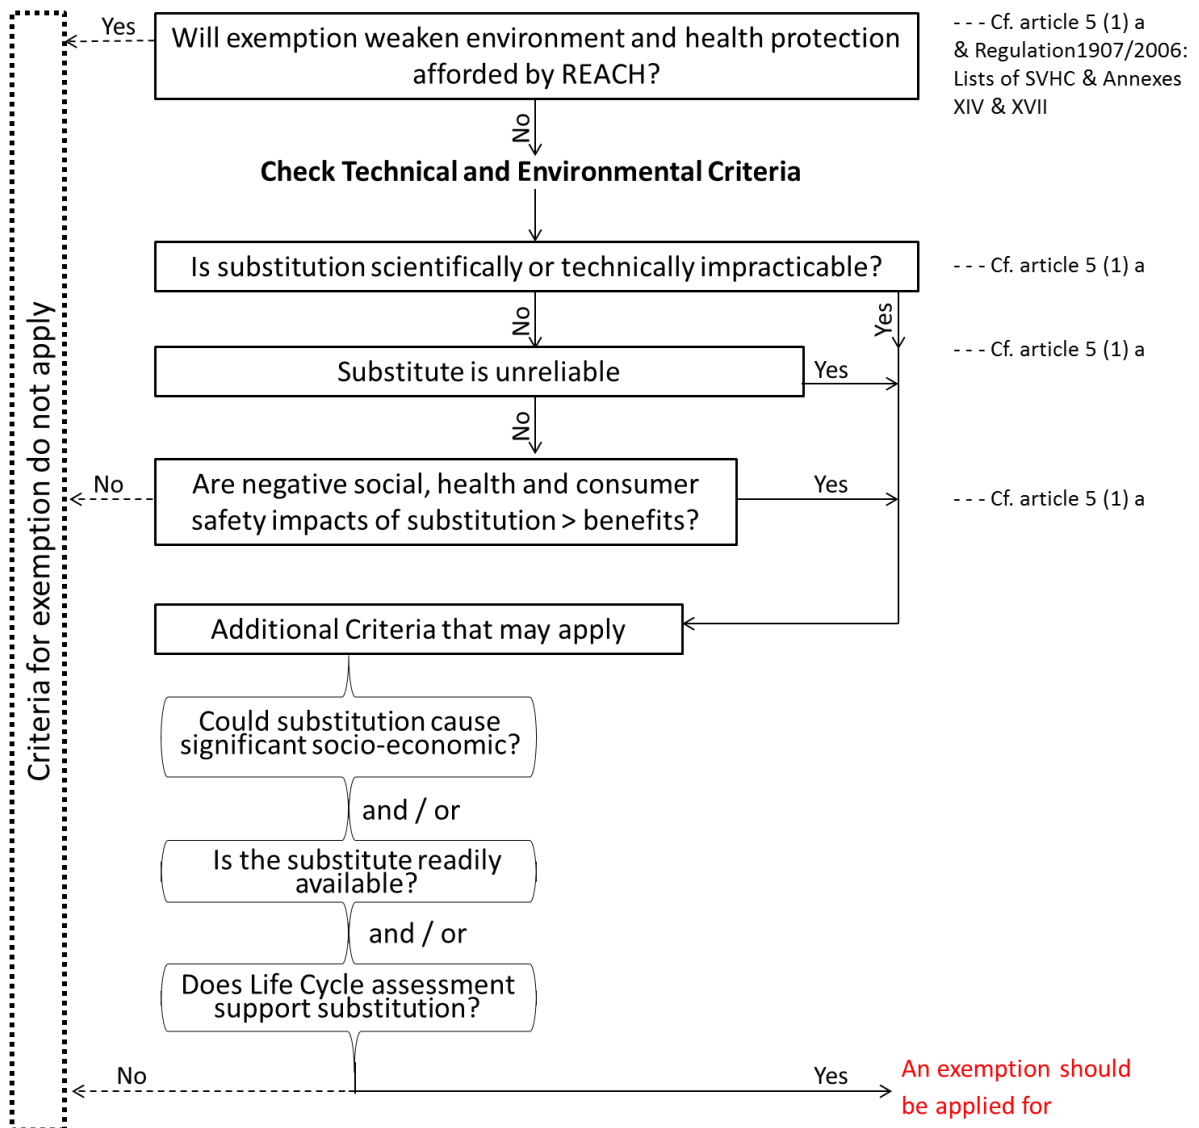 Yes
Will exemption weaken environment and health protection
afforded by REACH?
- - - Cf. article 5 (1) a
& Regulation1907/2006:
Lists of SVHC & Annexes
XIV & XVII
No
Check Technical and Environmental Criteria
Is substitution scientifically or technically impracticable?
- - - Cf. article 5 (1) a
No
Yes
Substitute is unreliable
Yes
- - - Cf. article 5 (1) a
No
No
Are negative social, health and consumer
safety impacts of substitution > benefits?
Yes
- - - Cf. article 5 (1) a
Criteria for exemption do not apply
Additional Criteria that may apply
Could substitution cause
significant socio-economic?
and / or
Is the substitute readily
available?
and / or
Does Life Cycle assessment
support substitution?
No
Yes
An exemption should
be applied for